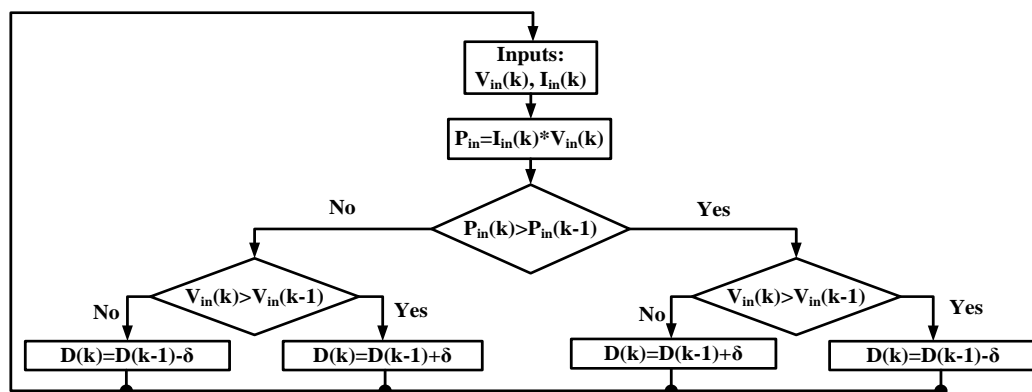 Inputs:
Vin(k), Iin(k)
Pin=Iin(k)*Vin(k)
No
Yes
Pin(k)>Pin(k-1)
Vin(k)>Vin(k-1)
Vin(k)>Vin(k-1)
No
Yes
No
Yes
D(k)=D(k-1)-δ
D(k)=D(k-1)+δ
D(k)=D(k-1)+δ
D(k)=D(k-1)-δ